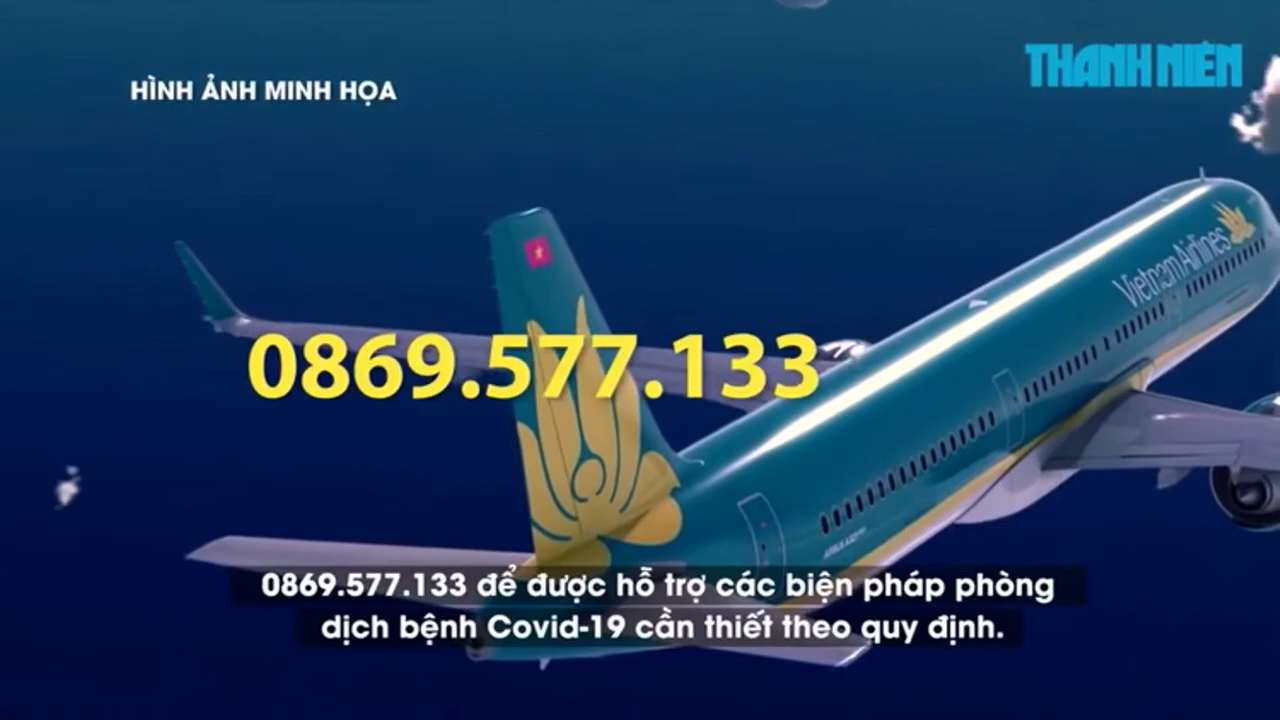 HÌNH ẢNH MINH HỌA
THANH NIÊN
Vietnam Airlines
0869.577.133
0869.577.133 để được hỗ trợ các biện pháp phòng
dịch bệnh Covid-19 cần thiết theo quy định.